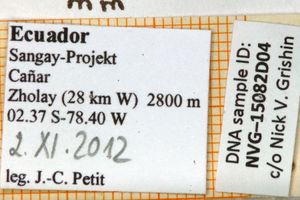 Ecuador
Sangay-Projekt
Cañar
Zholay (28 km W) 2800 m
02.37 S-78.40 W
2. XI. 2012
leg. J.-C. Petit
DNA sample ID:
NVG–15082D04
c/o Nick V. Grishin